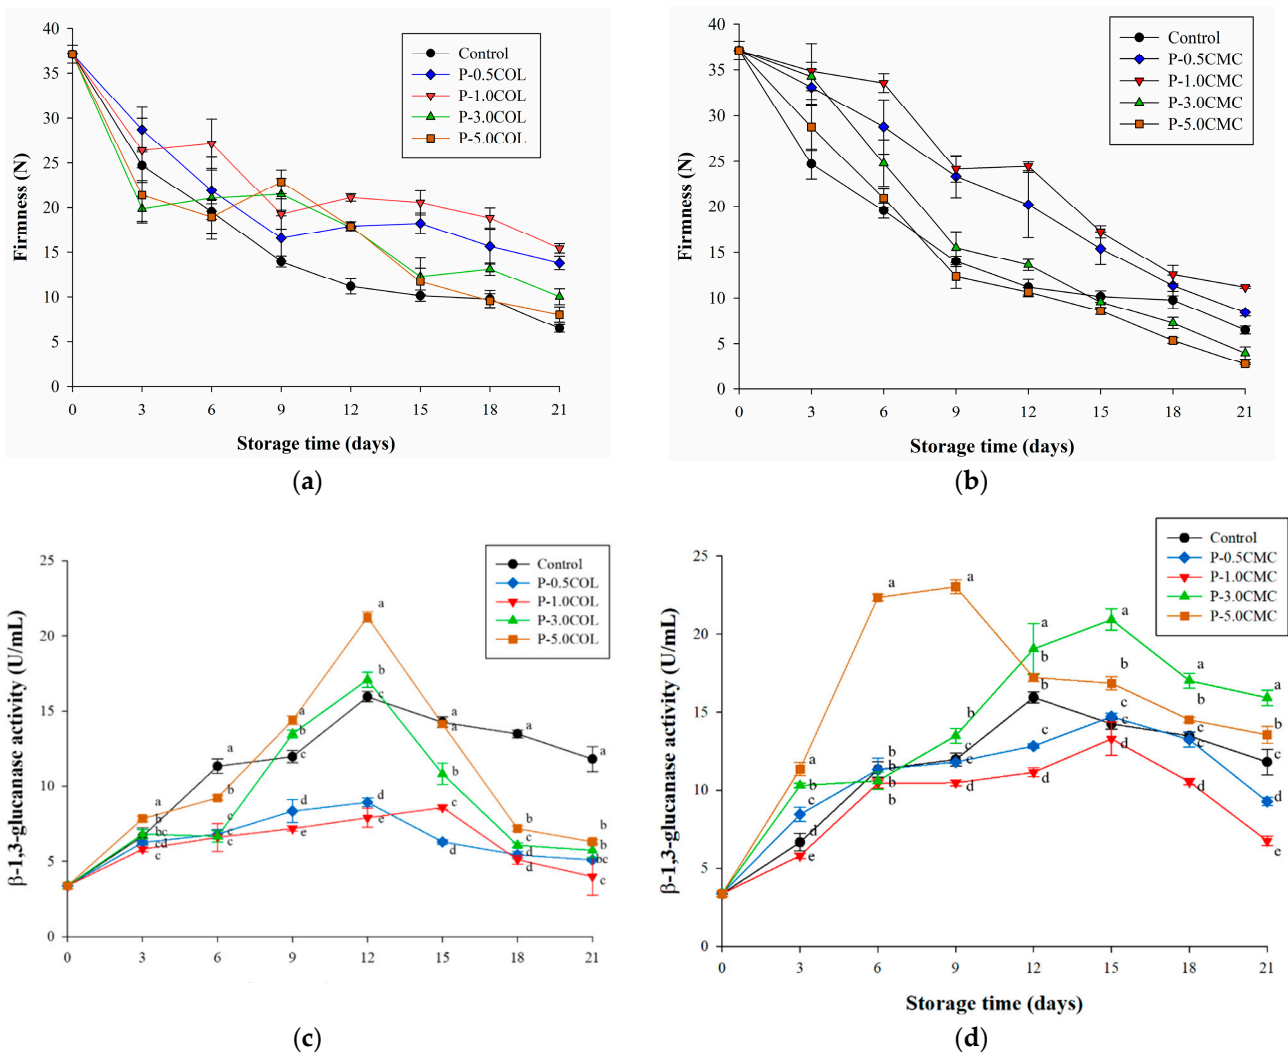 40
35
30
25
20
15
10
5
0
Firmness (N)
Control
P-0.5COL
P-1.0COL
P-3.0COL
P-5.0COL
0 3 6 9 12 15 18 21
Storage time (days)
(a)
40
35
30
25
20
15
10
5
0
Firmness (N)
Control
P-0.5CMC
P-1.0CMC
P-3.0CMC
P-5.0CMC
0 3 6 9 12 15 18 21
Storage time (days)
(b)
25
20
15
10
5
0
β-1,3-glucanase activity (U/mL)
Control
P-0.5COL
P-1.0COL
P-3.0COL
P-5.0COL
a
b
bc
cd
c
a
b
c
c
c
a
b
c
d
e
a
b
c
d
e
a
a
b
c
d
a
b
c
d
d
a
b
b
bc
c
0 3 6 9 12 15 18 21
(c)
25
20
15
10
5
0
β-1,3-glucanase activity (U/mL)
Control
P-0.5CMC
P-1.0CMC
P-3.0CMC
P-5.0CMC
a
b
c
d
e
a
b
b
b
b
a
b
c
c
d
a
b
b
c
d
a
b
c
c
d
a
b
c
c
d
a
b
c
d
e
0 3 6 9 12 15 18 21
Storage time (days)
(d)